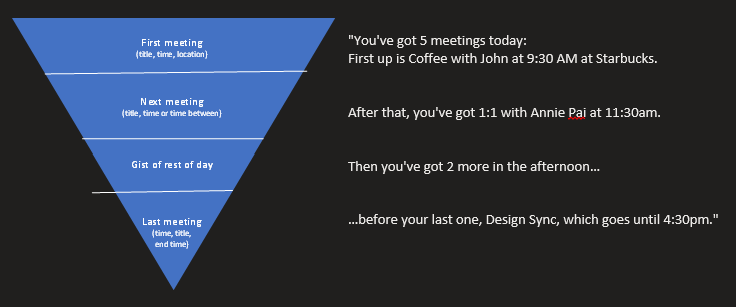 First meeting
(title, time, location)
Next meeting
(title, time or time between)
Gist of rest of day
Last meeting
(time, title,
end time)
"You've got 5 meetings today:
First up is Coffee with John at 9:30 AM at Starbucks.
After that, you've got 1:1 with Annie Pai at 11:30am.
Then you've got 2 more in the afternoon...
...before your last one, Design Sync, which goes until 4:30pm."